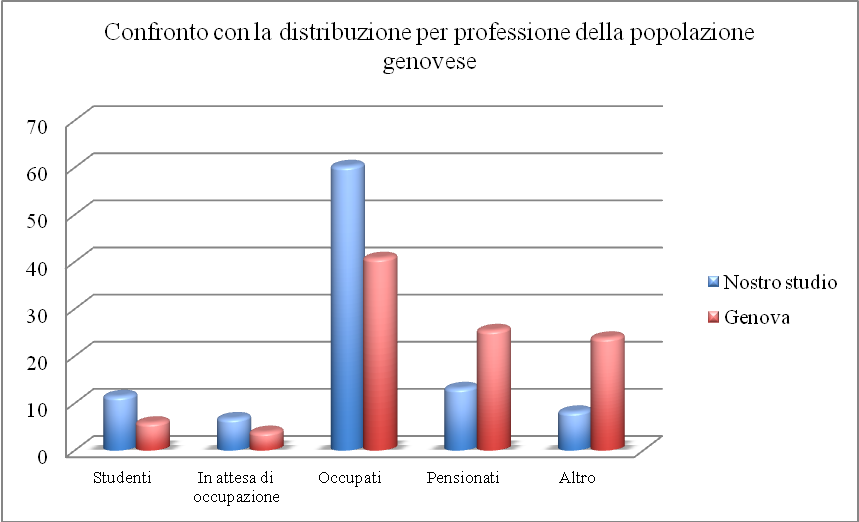 Confronto con la distribuzione per professione della popolazione
genovese
70
60
50
40
30
20
10
0
Studenti
In attesa di
occupazione
Occupati
Pensionati
Altro
Nostro studio
Genova